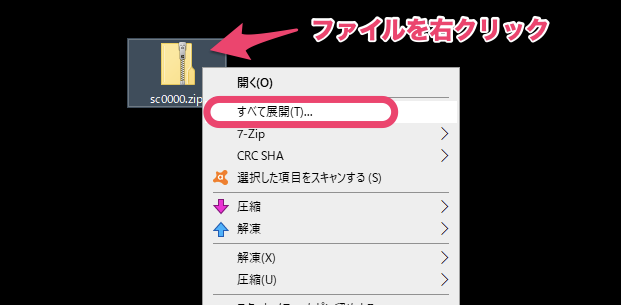 ファイルを右クリック
sc0000.zip
開く(O)
すべて展開(T)...
7-Zip
CRC SHA
選択した項目をスキャンする (S)
圧縮
解凍
解凍(X)
圧縮(U)